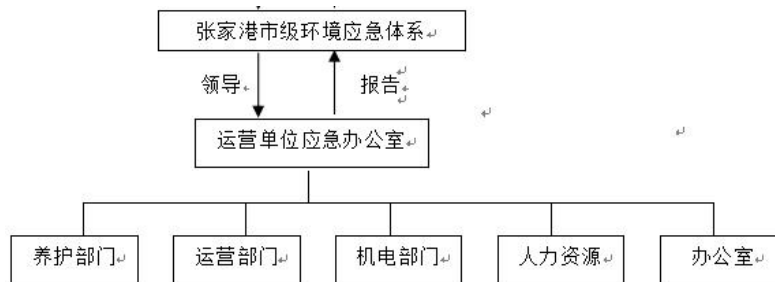 张家港市级环境应急体系
领导 报告
运营单位应急办公室
养护部门 运营部门 机电部门 人力资源 办公室